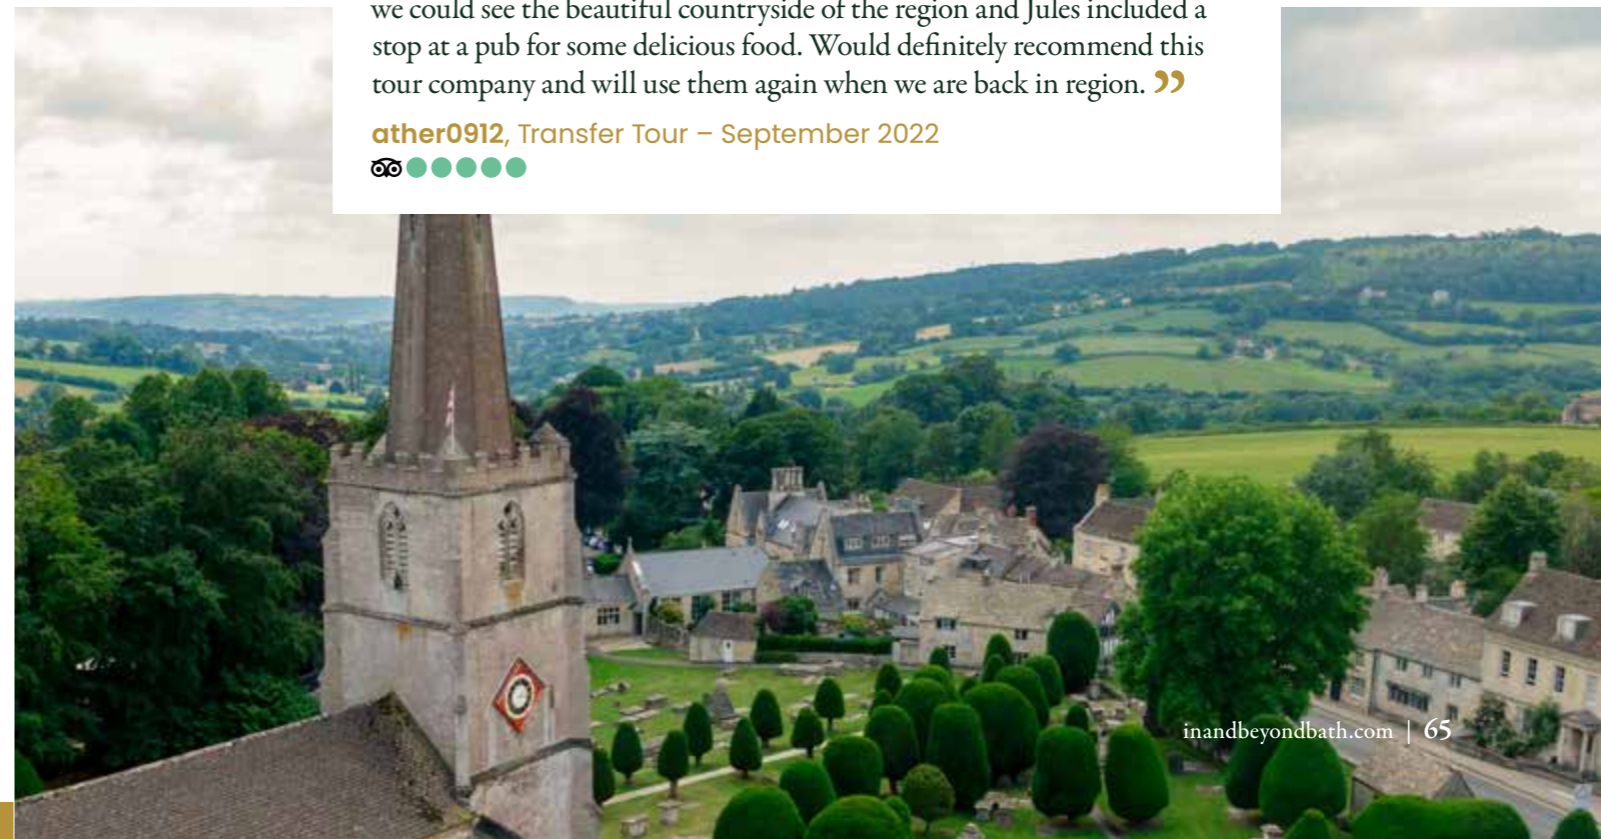 we could see the beautiful countryside of the region and Jules included a
stop at a pub for some delicious food. Would definitely recommend this
tour company and will use them again when we are back in region. ”
ather0912, Transfer Tour – September 2022
inandbeyondbath.com | 65